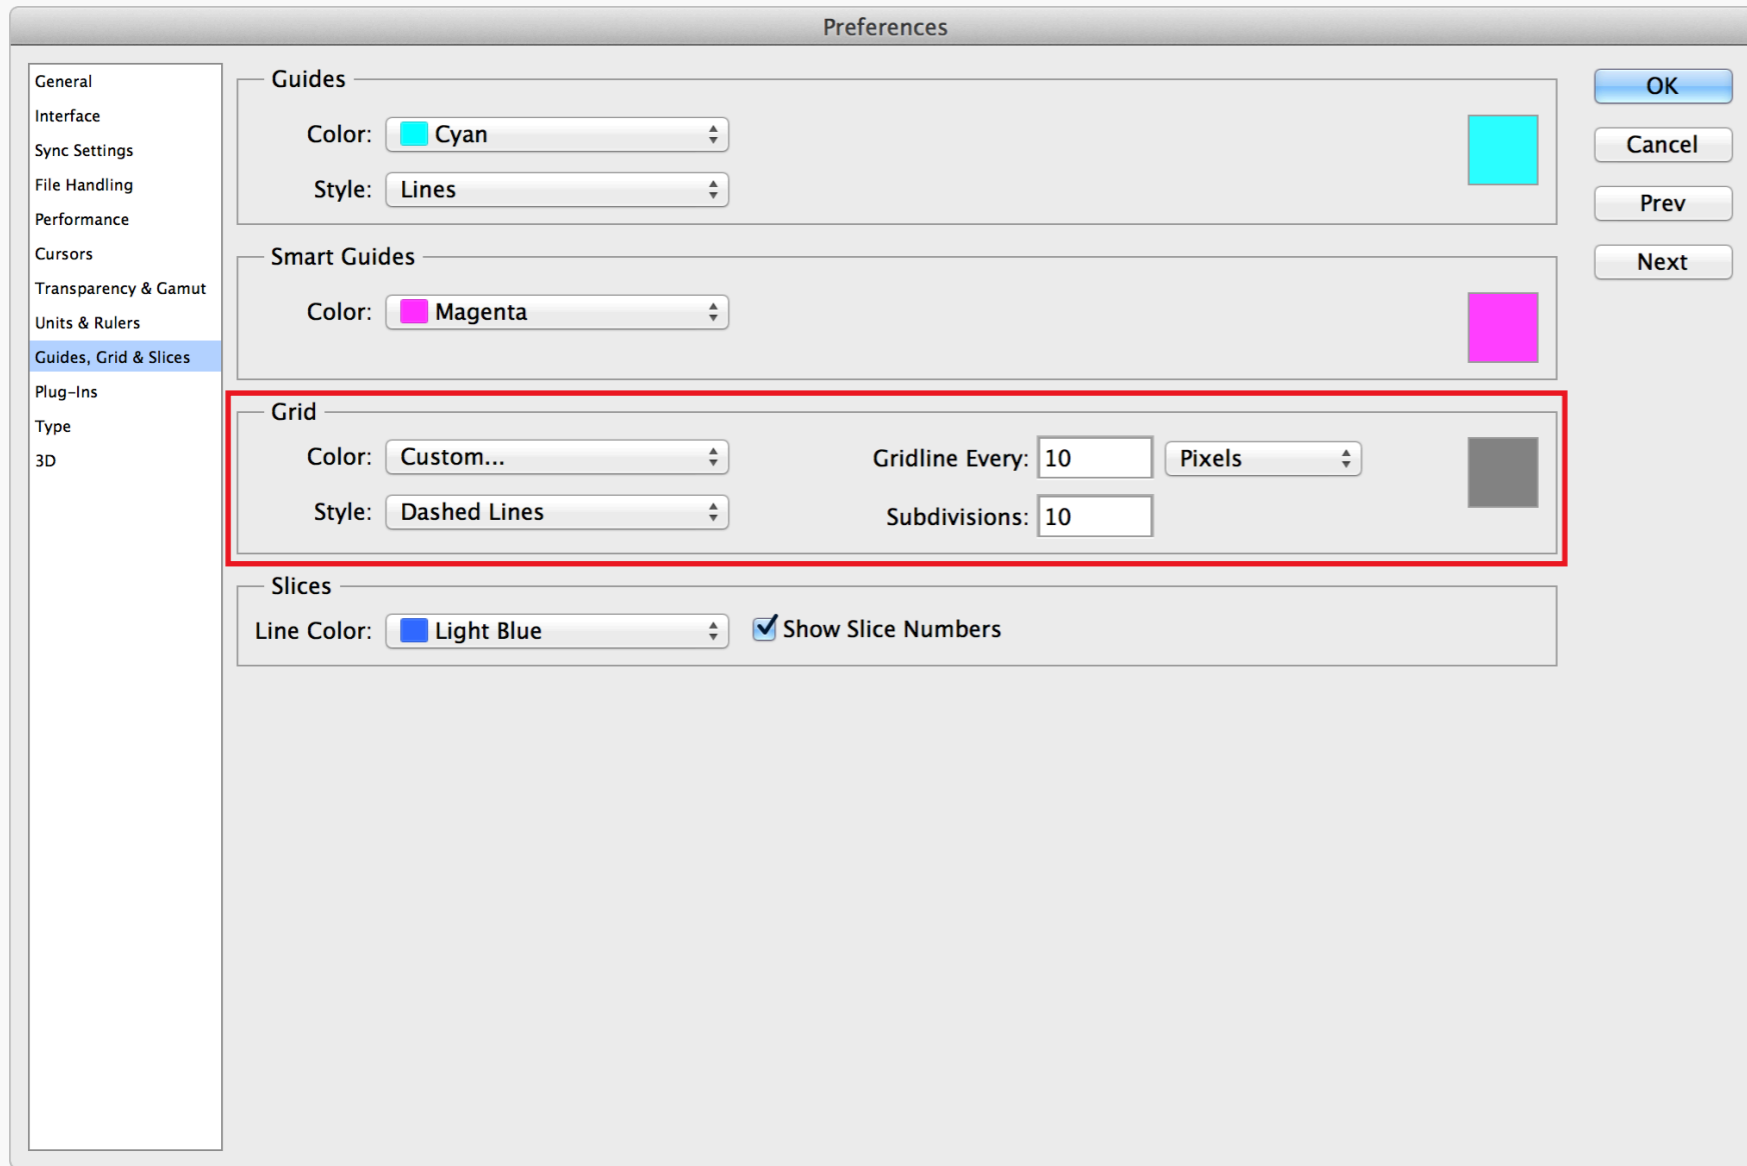 Preferences
General
Interface
Sync Settings
File Handling
Performance
Cursors
Transparency & Gamut
Units & Rulers
Guides, Grid & Slices
Plug-Ins
Type
3D
Guides
Color: Cyan
Style: Lines
Smart Guides
Color: Magenta
Grid
Color: Custom... Gridline Every: 10 Pixels
Style: Dashed Lines Subdivisions: 10
Slices
Line Color: Light Blue Show Slice Numbers
OK
Cancel
Prev
Next